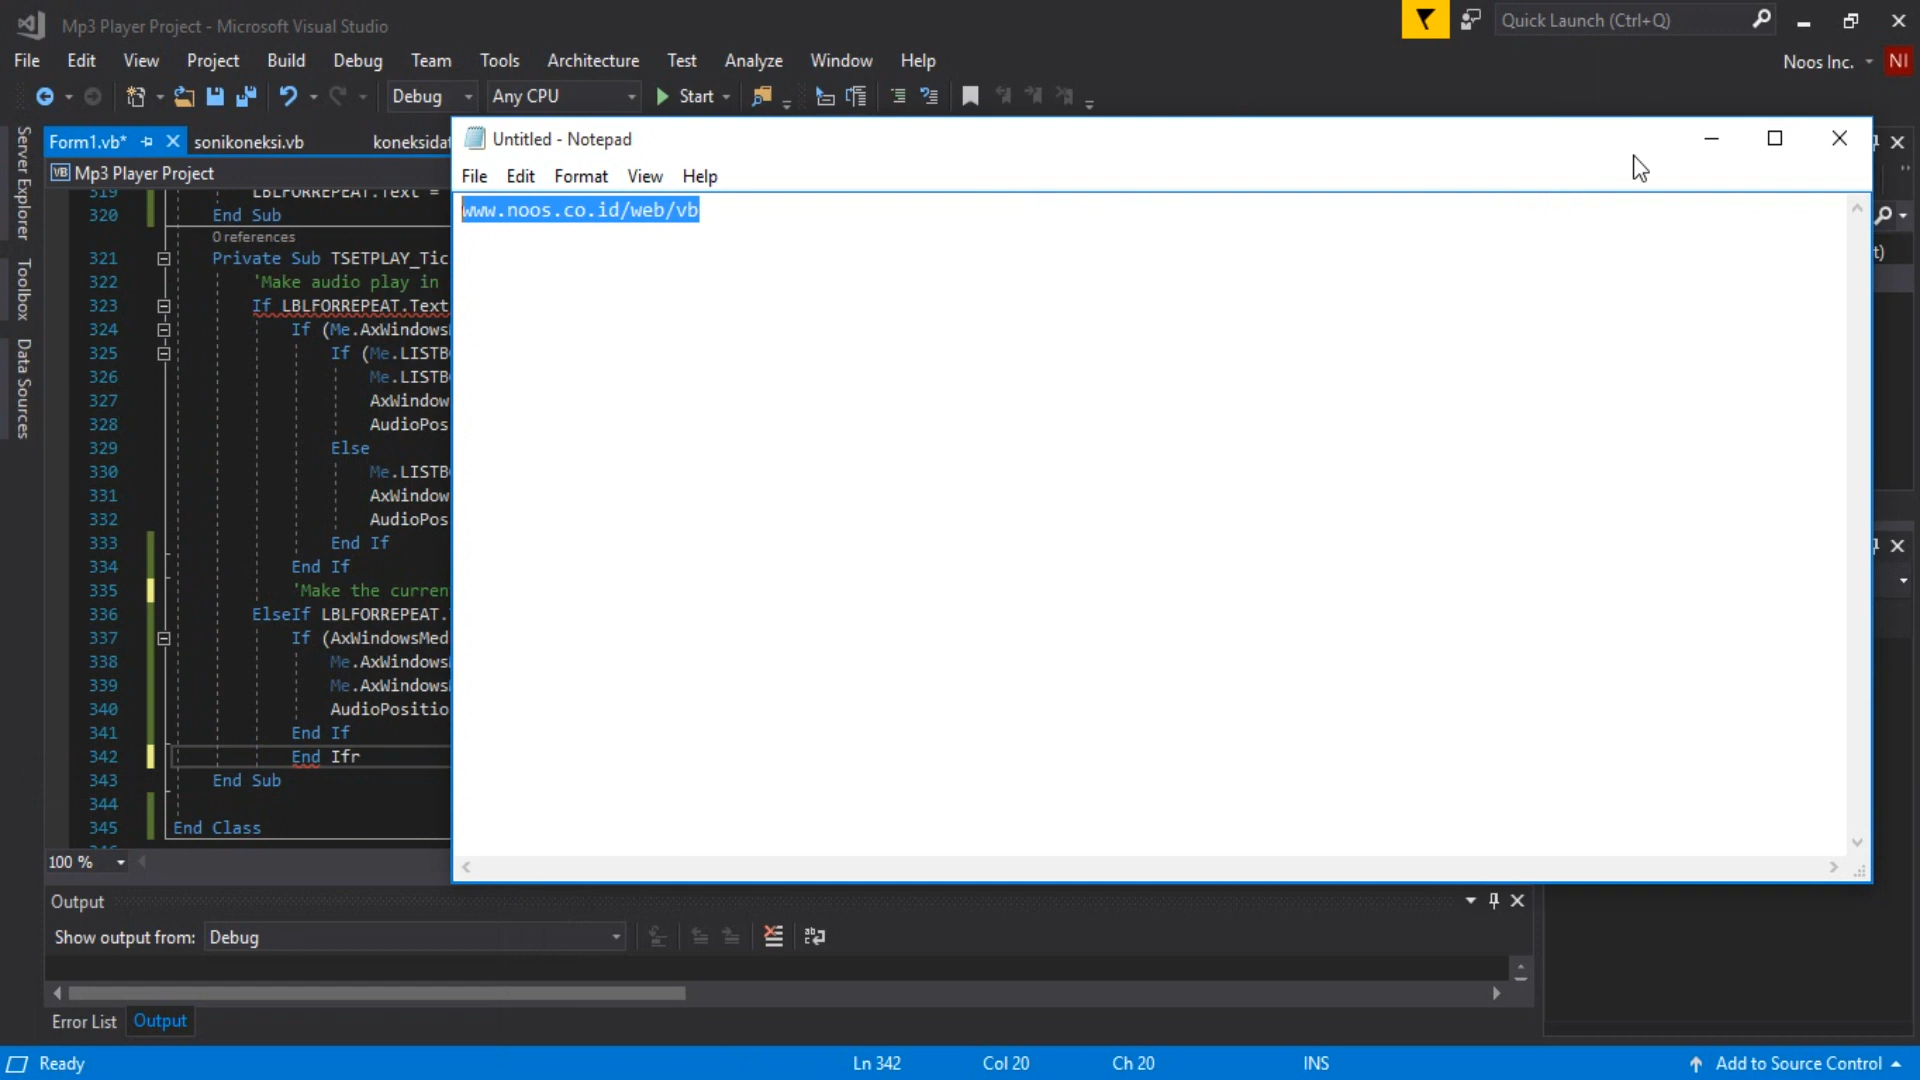 Mp3 Player Project - Microsoft Visual Studio
Quick Launch (Ctrl+Q)
File Edit View Project Build Debug Team Tools Architecture Test Analyze Window Help
Noos Inc. NI
Debug Any CPU Start
Form1.vb* sonikoneksi.vb koneksida
VB Mp3 Player Project
Server Explorer
Toolbox
Data Sources
Untitled - Notepad
File Edit Format View Help
www.noos.co.id/web/vb
319 LBLFORREPEAT.Text =
320 End Sub
0 references
321 Private Sub TSETPLAY_Tic
322 'Make audio play in
323 If LBLFORREPEAT.Text
324 If (Me.AxWindows
325 If (Me.LISTB
326 Me.LISTB
327 AxWindow
328 AudioPos
329 Else
330 Me.LISTB
331 AxWindow
332 AudioPos
333 End If
334 End If
335 'Make the curren
336 ElseIf LBLFORREPEAT.
337 If (AxWindowsMed
338 Me.AxWindows
339 Me.AxWindows
340 AudioPositio
341 End If
342 End Ifr
343 End Sub
344
345 End Class
100 %
Output
Show output from: Debug
Error List Output
Ready Ln 342 Col 20 Ch 20 INS Add to Source Control